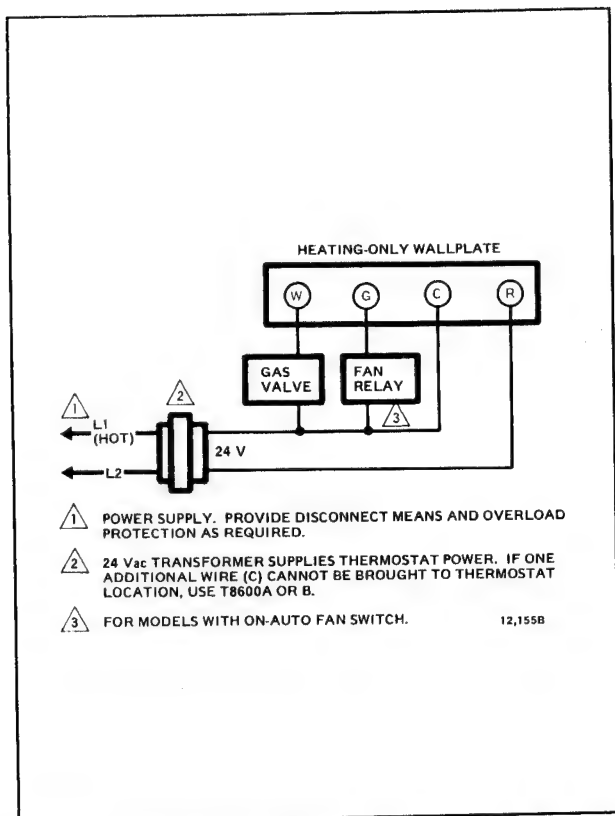 HEATING-ONLY WALLPLATE
W G C R
GAS
VALVE
FAN
RELAY
1
2
3
L1
(HOT)
24 V
L2
1 POWER SUPPLY. PROVIDE DISCONNECT MEANS AND OVERLOAD
PROTECTION AS REQUIRED.
2 24 Vac TRANSFORMER SUPPLIES THERMOSTAT POWER. IF ONE
ADDITIONAL WIRE (C) CANNOT BE BROUGHT TO THERMOSTAT
LOCATION, USE T8600A OR B.
3 FOR MODELS WITH ON-AUTO FAN SWITCH. 12,155B